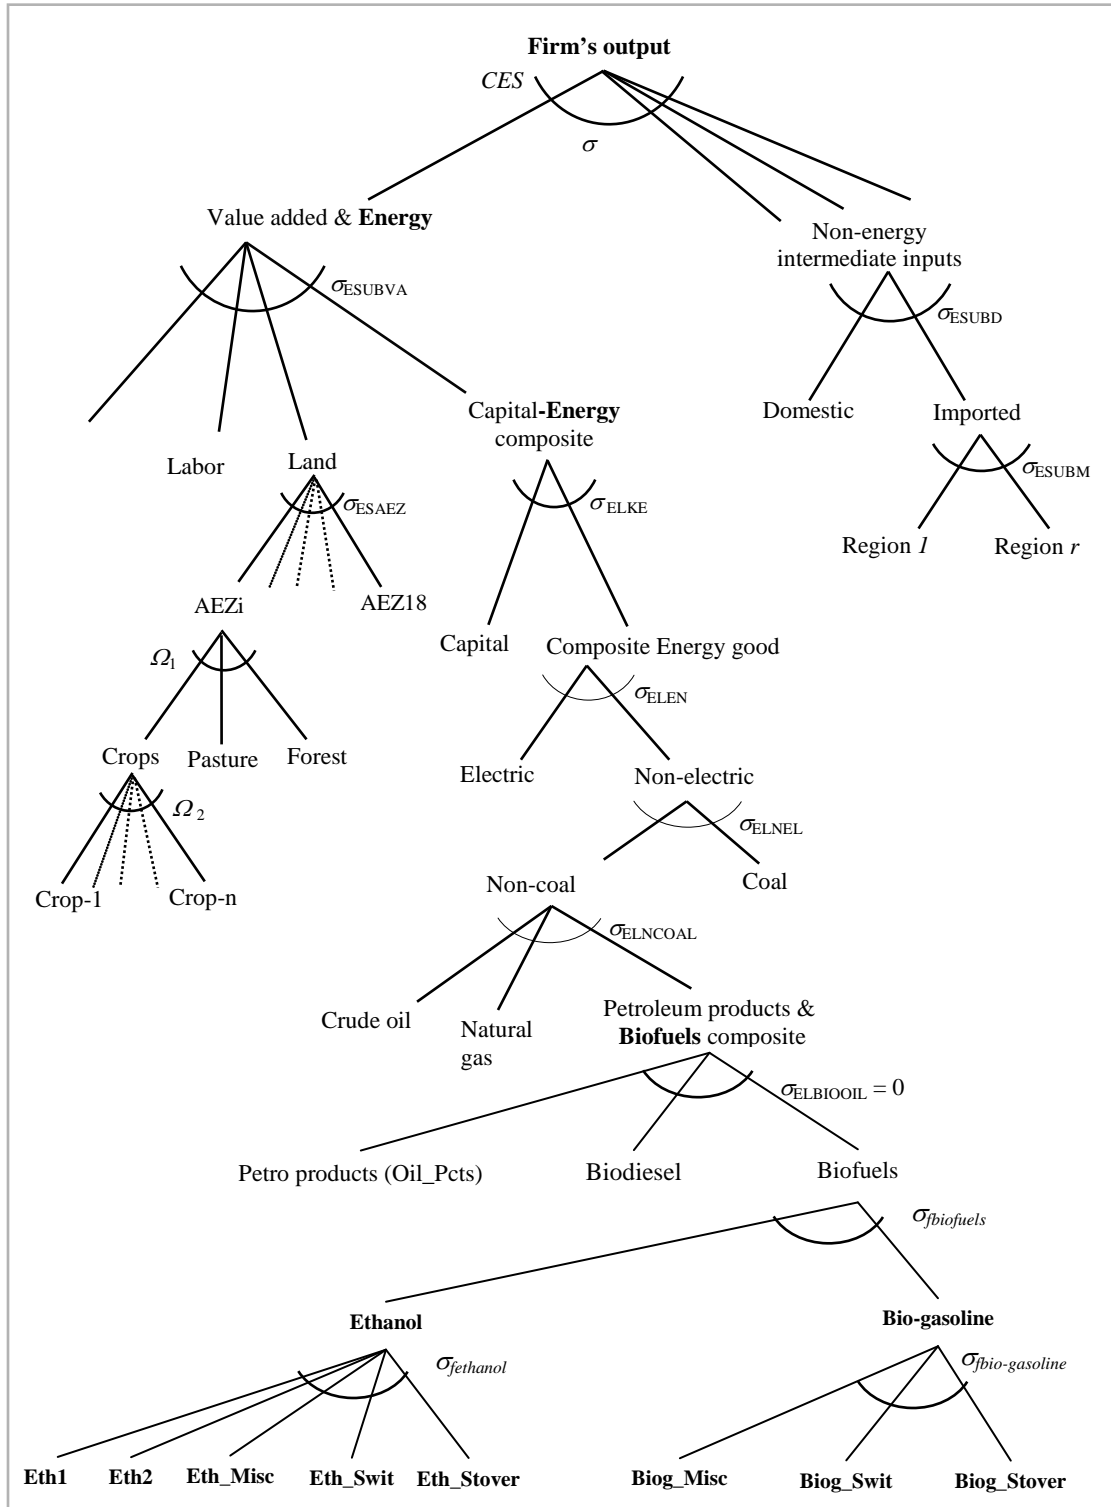 Firm's output
CES
σ
Value added & Energy
Non-energy
intermediate inputs
σESUBVA
σESUBD
Capital-Energy
composite
Domestic
Imported
Labor
Land
σESAEZ
σELKE
σESUBM
Region 1
Region r
AEZi
AEZ18
Capital
Composite Energy good
Ω1
σELEN
Crops
Pasture
Forest
Electric
Non-electric
Ω2
σELNEL
Crop-1
Crop-n
Non-coal
Coal
σELNCOAL
Crude oil
Natural
gas
Petroleum products &
Biofuels composite
σELBIOOIL = 0
Petro products (Oil_Pcts)
Biodiesel
Biofuels
σfbiofuels
Ethanol
Bio-gasoline
σfethanol
σfbio-gasoline
Eth1
Eth2
Eth_Misc
Eth_Swit
Eth_Stover
Biog_Misc
Biog_Swit
Biog_Stover